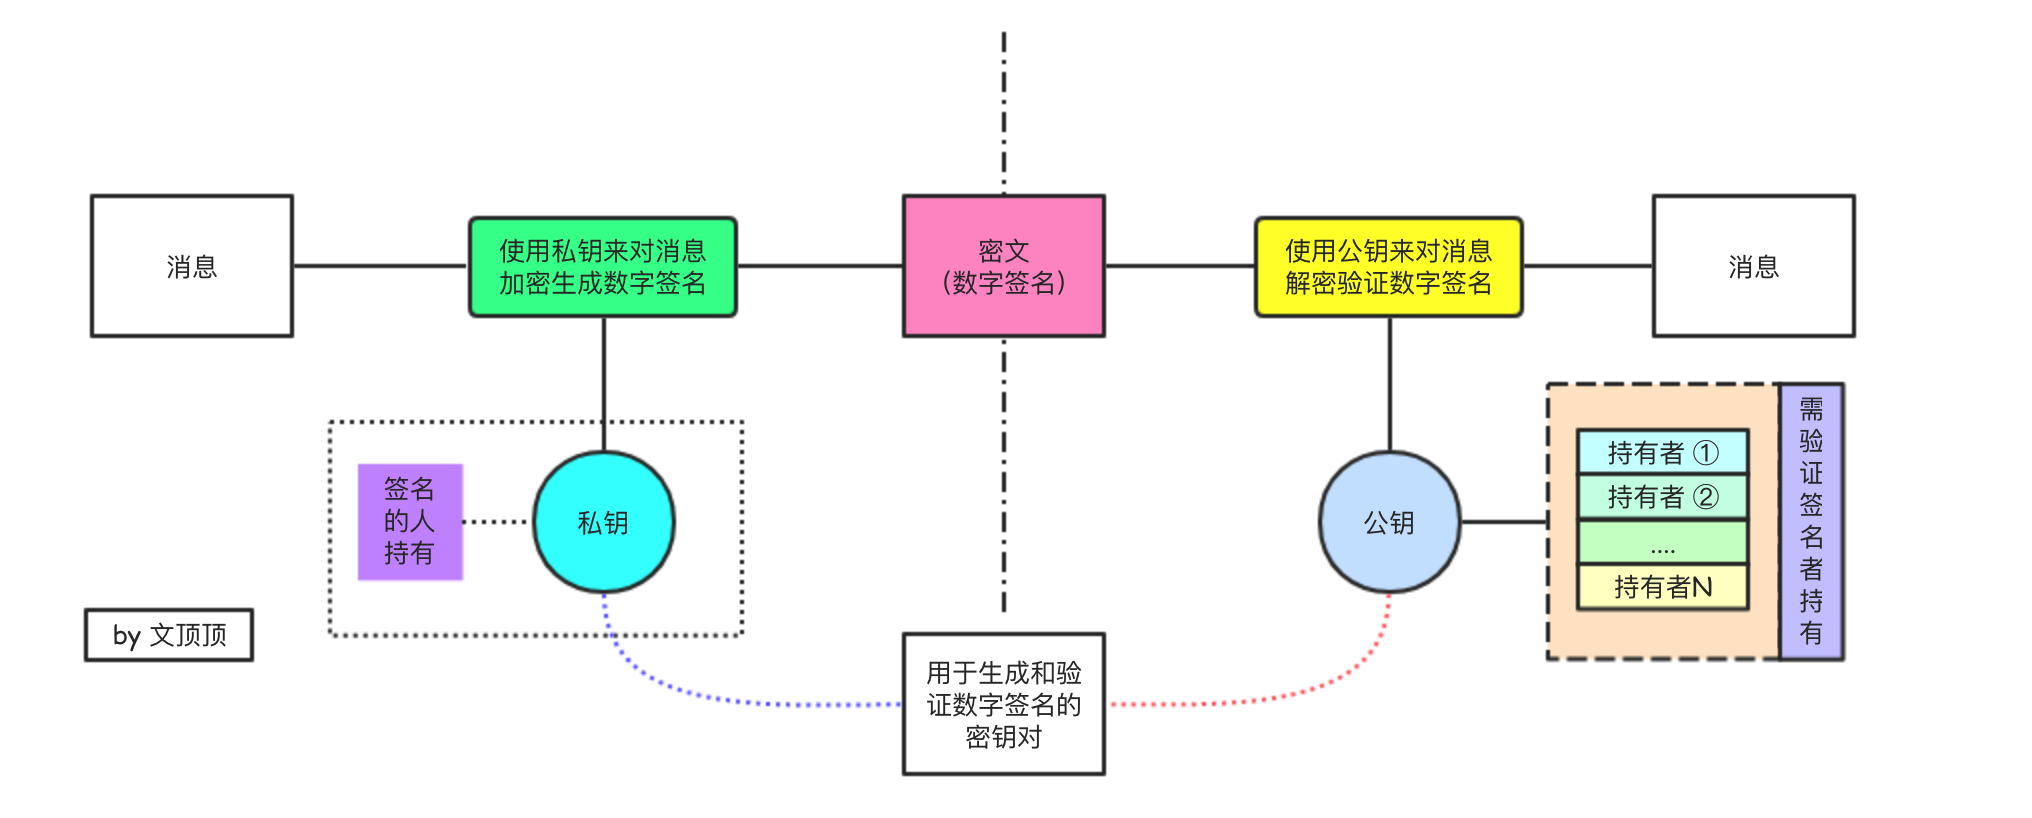 消息
使用私钥来对消息
加密生成数字签名
密文
（数字签名）
使用公钥来对消息
解密验证数字签名
消息
签名
的人
持有
私钥
公钥
持有者 ①
持有者 ②
....
持有者N
需
验
证
签
名
者
持
有
by 文顶顶
用于生成和验
证数字签名的
密钥对